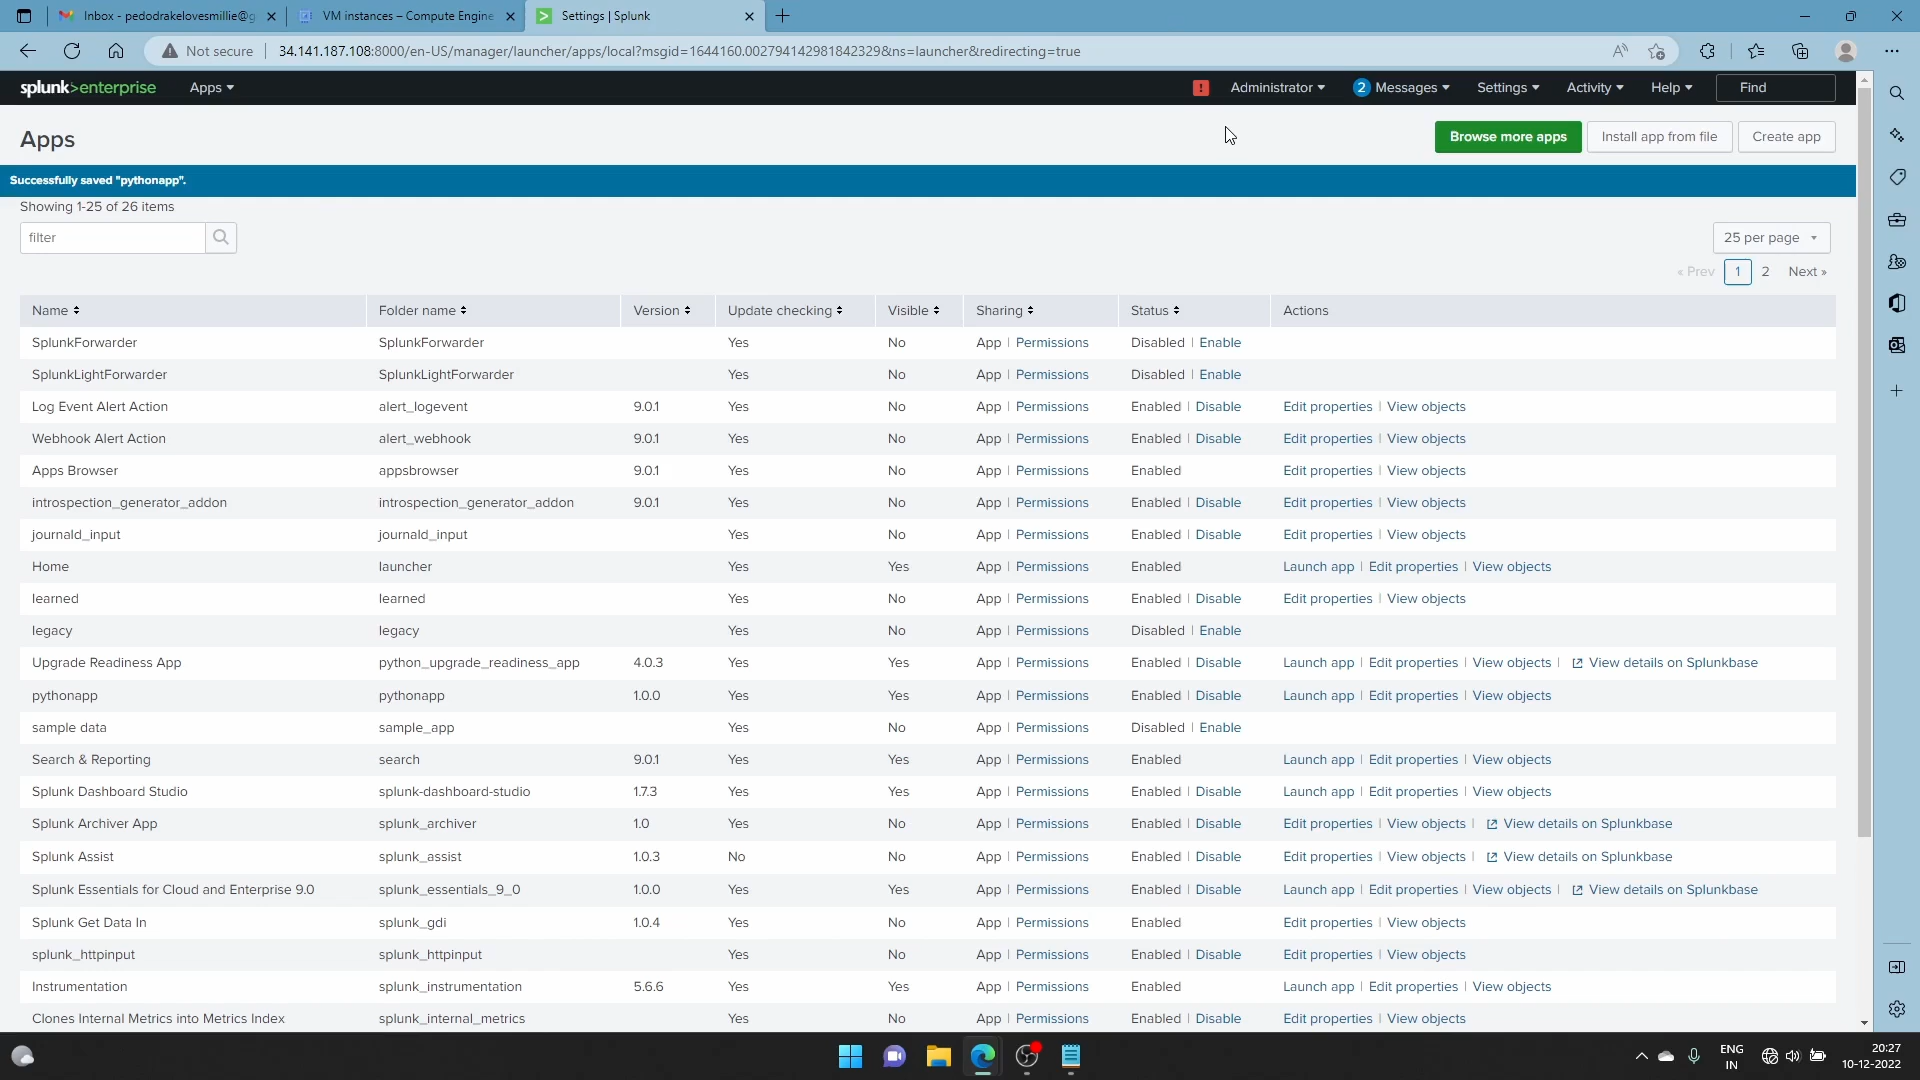 Inbox - pedodrakelovesmillie@g
VM instances – Compute Engine
Settings | Splunk
Not secure
34.141.187.108:8000/en-US/manager/launcher/apps/local?msgid=1644160.002794142981842329&ns=launcher&redirecting=true
splunk>enterprise Apps
! Administrator 2 Messages Settings Activity Help Find
Apps
Browse more apps Install app from file Create app
Successfully saved "pythonapp".
Showing 1-25 of 26 items
filter
25 per page
« Prev 1 2 Next »
Name Folder name Version Update checking Visible Sharing Status Actions
SplunkForwarder SplunkForwarder Yes No App | Permissions Disabled | Enable
SplunkLightForwarder SplunkLightForwarder Yes No App | Permissions Disabled | Enable
Log Event Alert Action alert_logevent 9.0.1 Yes No App | Permissions Enabled | Disable Edit properties | View objects
Webhook Alert Action alert_webhook 9.0.1 Yes No App | Permissions Enabled | Disable Edit properties | View objects
Apps Browser appsbrowser 9.0.1 Yes No App | Permissions Enabled Edit properties | View objects
introspection_generator_addon introspection_generator_addon 9.0.1 Yes No App | Permissions Enabled | Disable Edit properties | View objects
journald_input journald_input Yes No App | Permissions Enabled | Disable Edit properties | View objects
Home launcher Yes Yes App | Permissions Enabled Launch app | Edit properties | View objects
learned learned Yes No App | Permissions Enabled | Disable Edit properties | View objects
legacy legacy Yes No App | Permissions Disabled | Enable
Upgrade Readiness App python_upgrade_readiness_app 4.0.3 Yes Yes App | Permissions Enabled | Disable Launch app | Edit properties | View objects | View details on Splunkbase
pythonapp pythonapp 1.0.0 Yes Yes App | Permissions Enabled | Disable Launch app | Edit properties | View objects
sample data sample_app Yes No App | Permissions Disabled | Enable
Search & Reporting search 9.0.1 Yes Yes App | Permissions Enabled Launch app | Edit properties | View objects
Splunk Dashboard Studio splunk-dashboard-studio 1.7.3 Yes Yes App | Permissions Enabled | Disable Launch app | Edit properties | View objects
Splunk Archiver App splunk_archiver 1.0 Yes No App | Permissions Enabled | Disable Edit properties | View objects | View details on Splunkbase
Splunk Assist splunk_assist 1.0.3 No No App | Permissions Enabled | Disable Edit properties | View objects | View details on Splunkbase
Splunk Essentials for Cloud and Enterprise 9.0 splunk_essentials_9_0 1.0.0 Yes Yes App | Permissions Enabled | Disable Launch app | Edit properties | View objects | View details on Splunkbase
Splunk Get Data In splunk_gdi 1.0.4 Yes No App | Permissions Enabled Edit properties | View objects
splunk_httpinput splunk_httpinput Yes No App | Permissions Enabled | Disable Edit properties | View objects
Instrumentation splunk_instrumentation 5.6.6 Yes Yes App | Permissions Enabled Launch app | Edit properties | View objects
Clones Internal Metrics into Metrics Index splunk_internal_metrics Yes No App | Permissions Enabled | Disable Edit properties | View objects
ENG
IN
20:27
10-12-2022